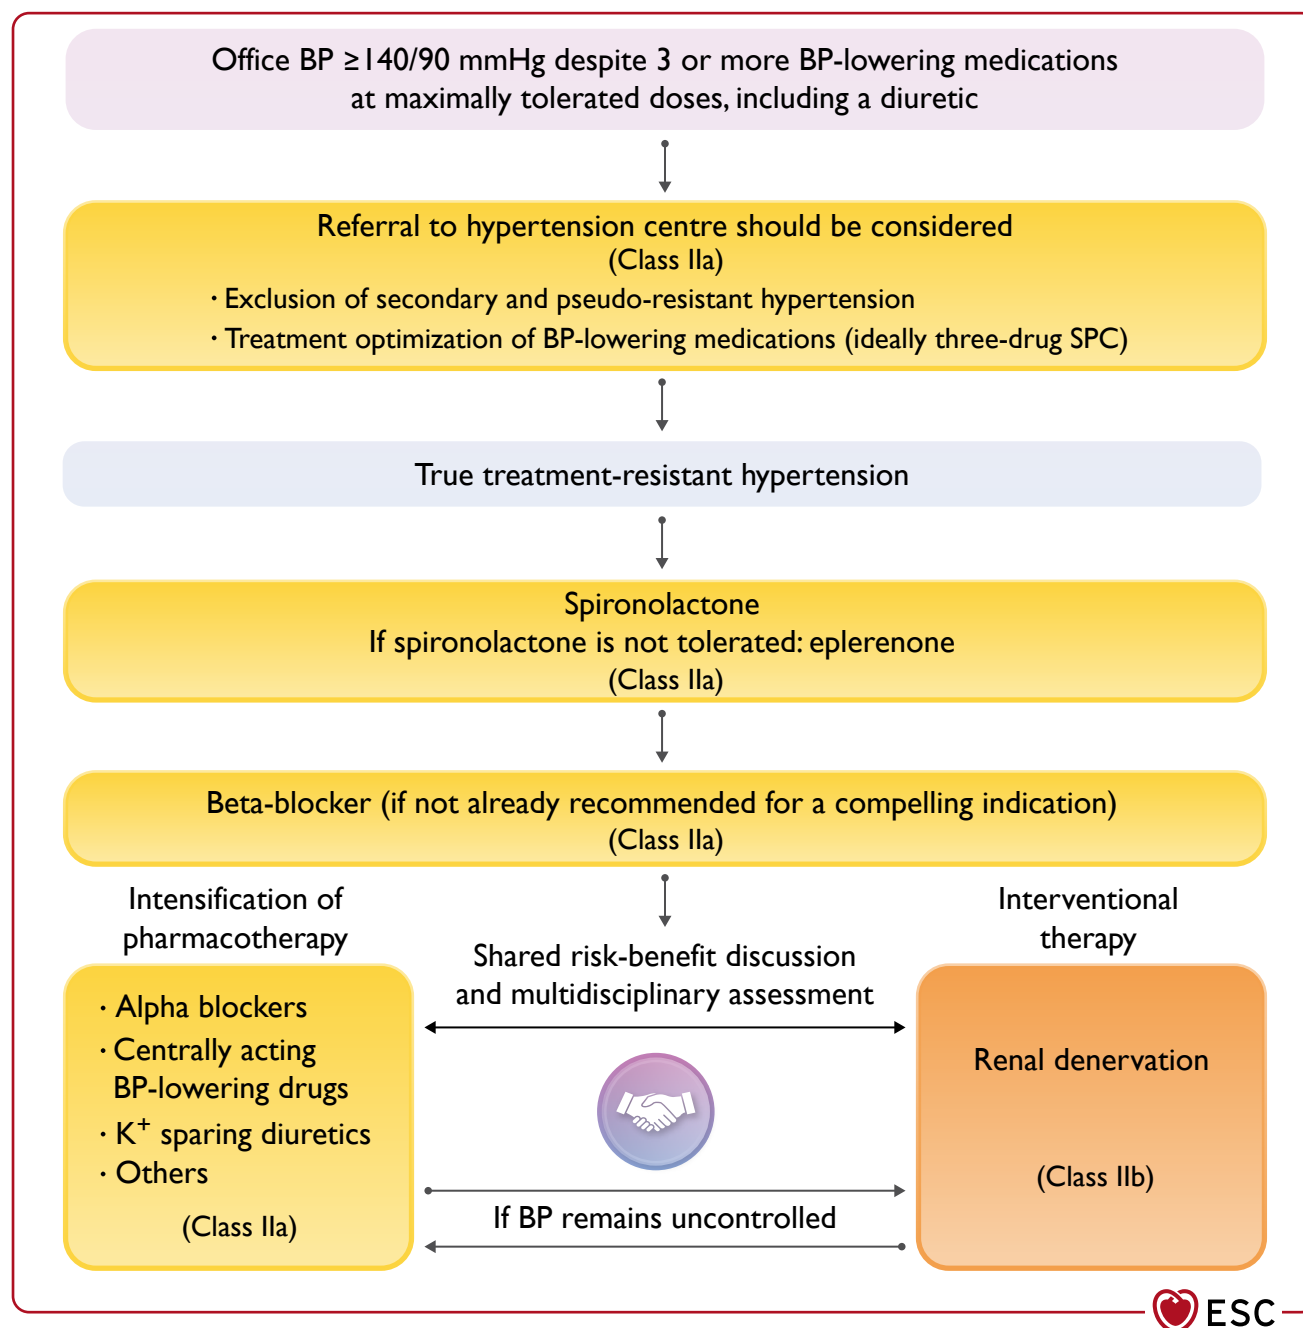 Office BP ≥140/90 mmHg despite 3 or more BP-lowering medications
at maximally tolerated doses, including a diuretic
Referral to hypertension centre should be considered
(Class IIa)
· Exclusion of secondary and pseudo-resistant hypertension
· Treatment optimization of BP-lowering medications (ideally three-drug SPC)
True treatment-resistant hypertension
Spironolactone
If spironolactone is not tolerated: eplerenone
(Class IIa)
Beta-blocker (if not already recommended for a compelling indication)
(Class IIa)
Intensification of
pharmacotherapy
· Alpha blockers
· Centrally acting
BP-lowering drugs
· K⁺ sparing diuretics
· Others
(Class IIa)
Shared risk-benefit discussion
and multidisciplinary assessment
If BP remains uncontrolled
Interventional
therapy
Renal denervation
(Class IIb)
ESC